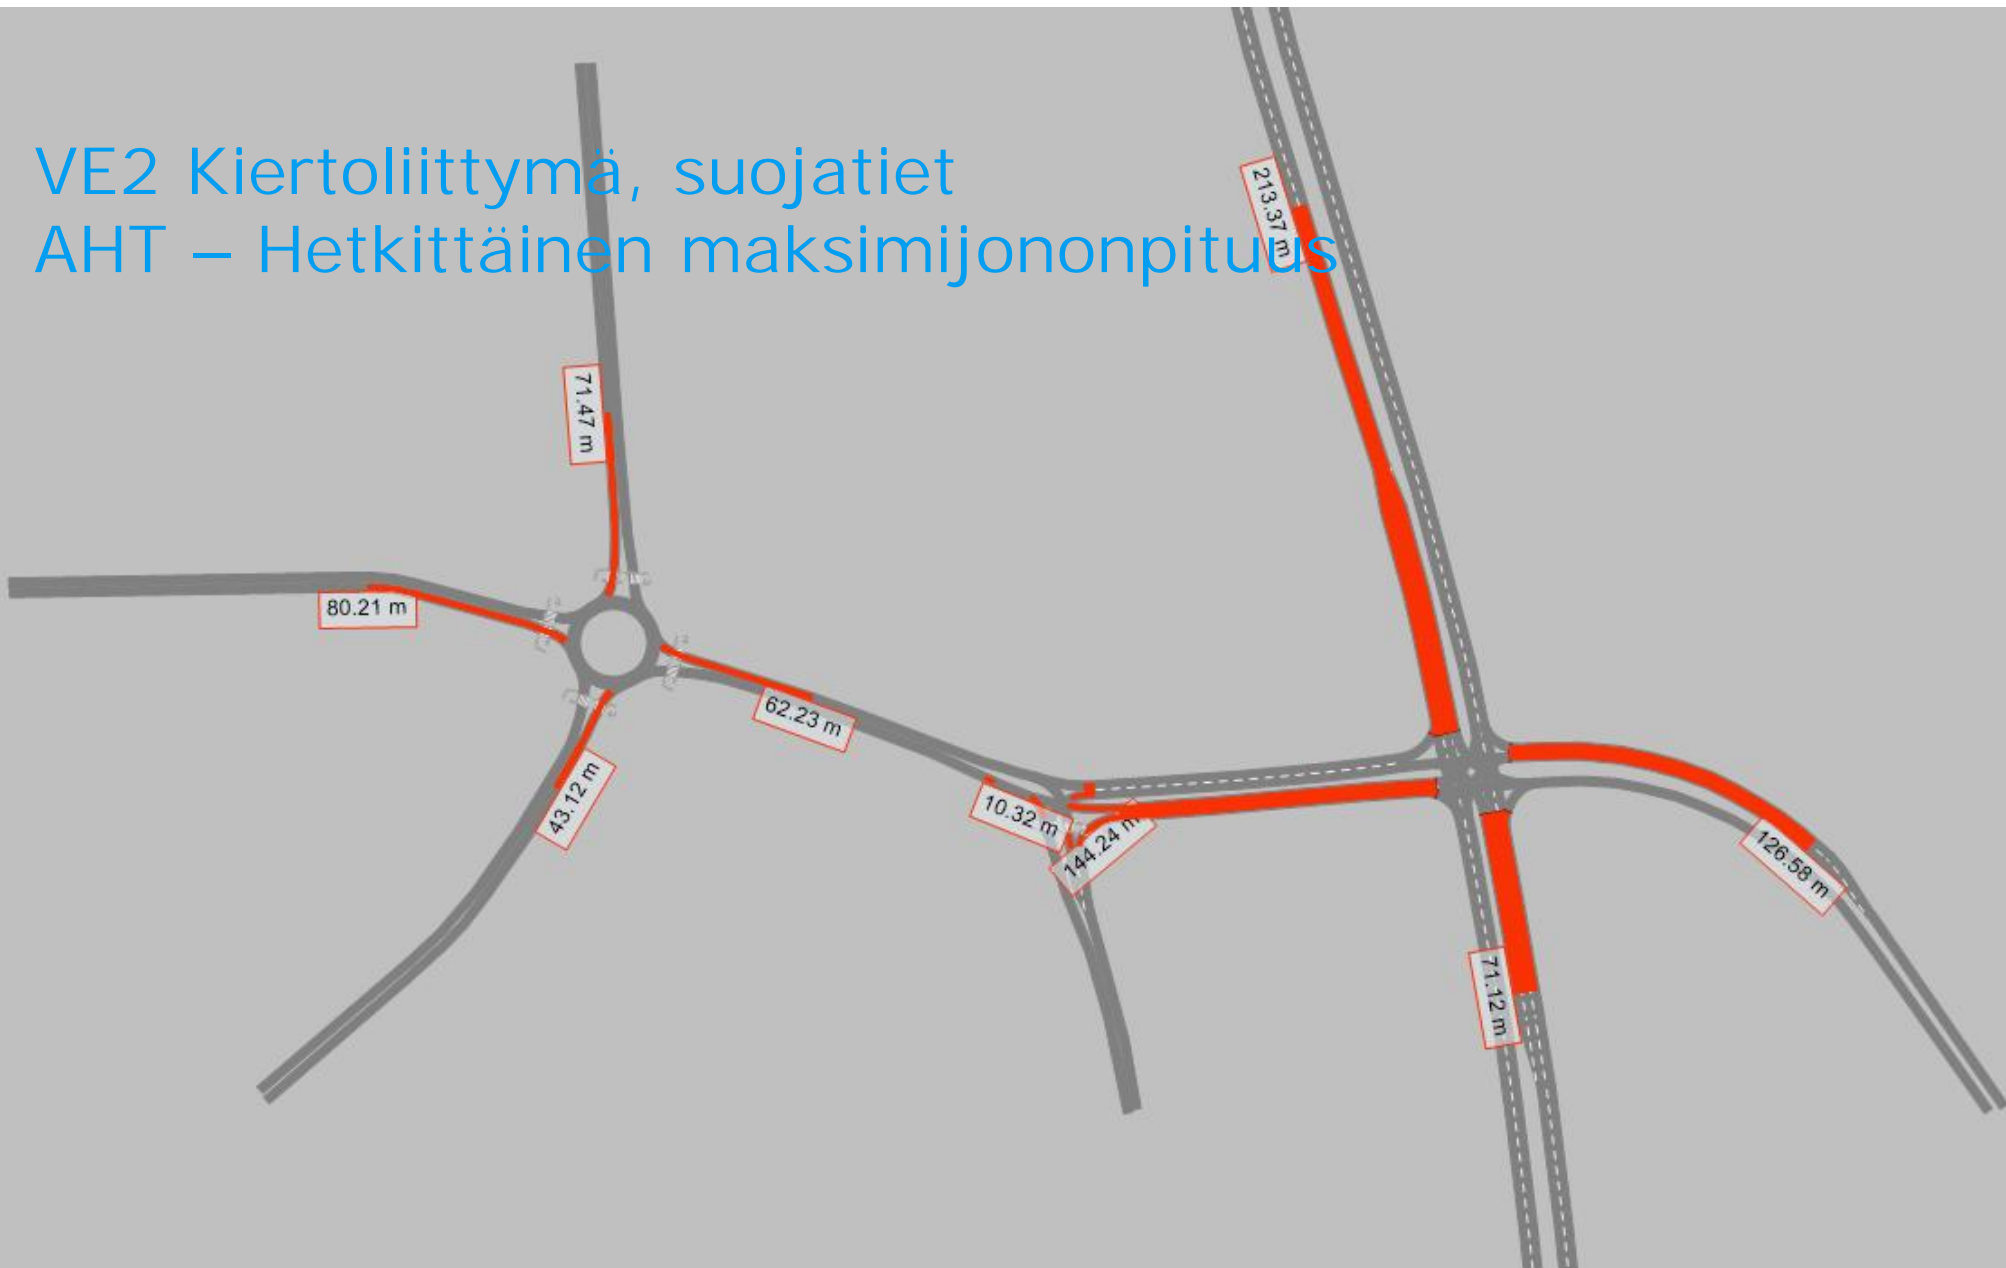 VE2 Kiertoliittymä, suojatiet
AHT – Hetkittäinen maksimijononpituus
213.37 m
71.47 m
80.21 m
62.23 m
43.12 m
10.32 m
144.24 m
126.58 m
71.12 m